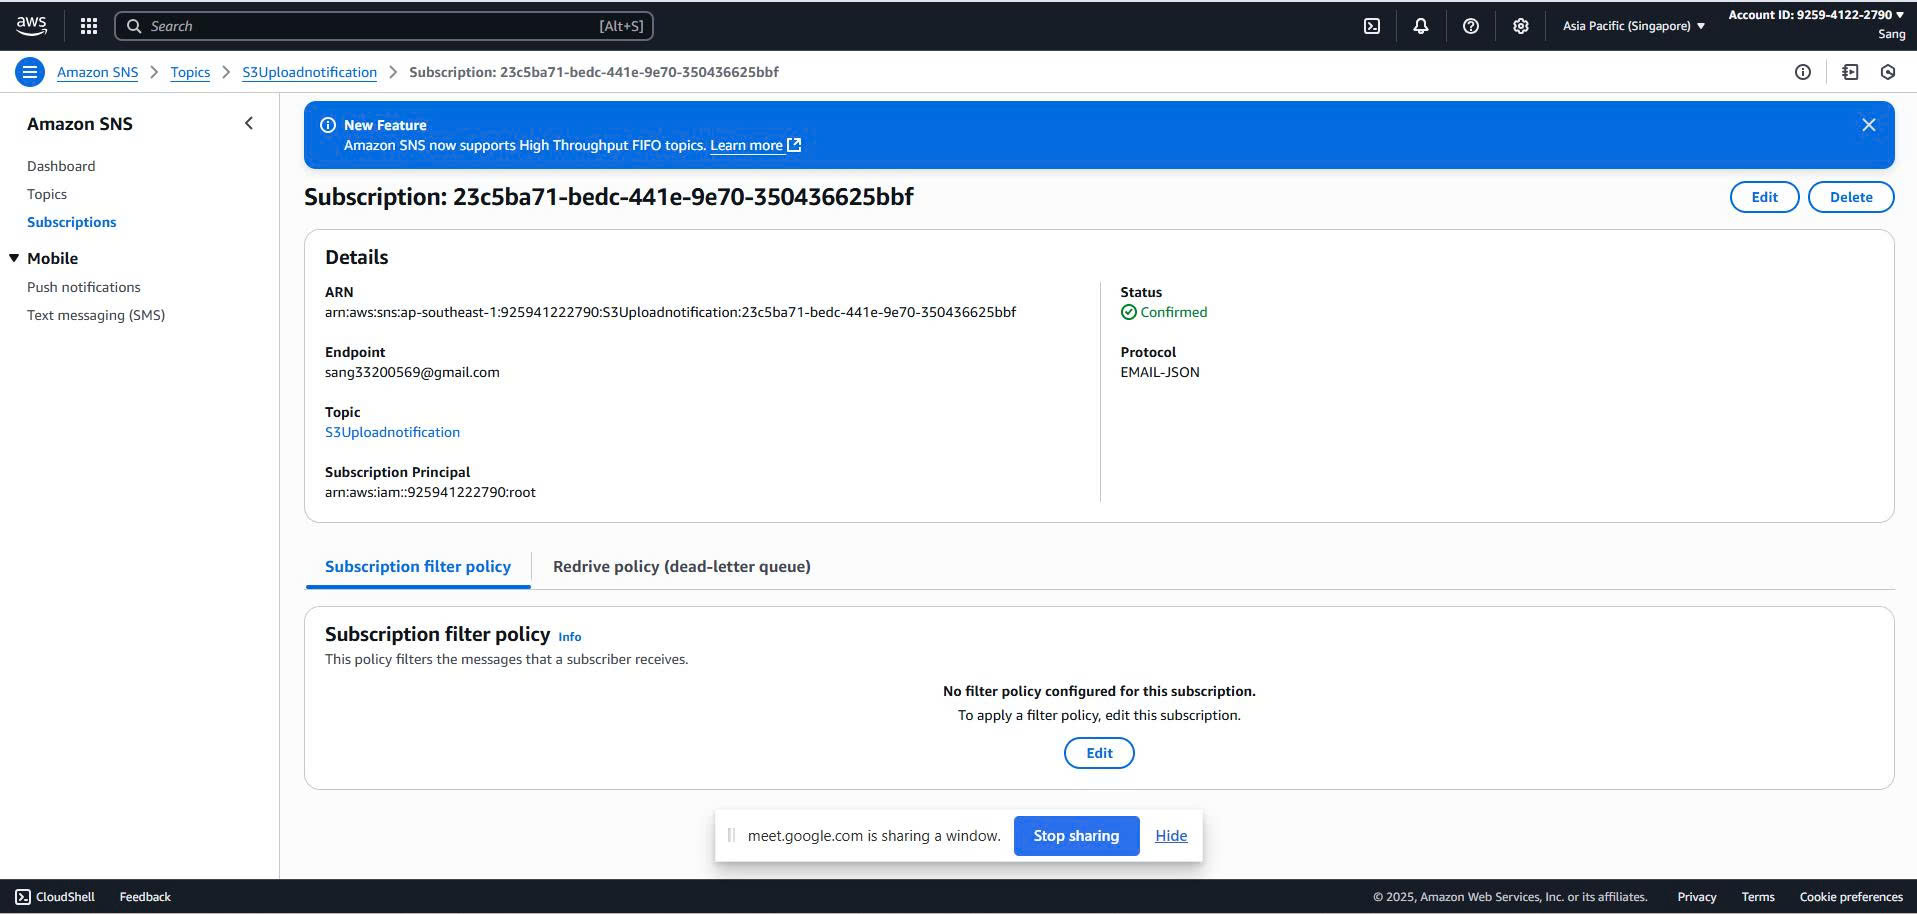 aws
Search [Alt+S]
Asia Pacific (Singapore)
Account ID: 9259-4122-2790
Sang
Amazon SNS
Topics
S3Uploadnotification
Subscription: 23c5ba71-bedc-441e-9e70-350436625bbf
Amazon SNS
Dashboard
Topics
Subscriptions
Mobile
Push notifications
Text messaging (SMS)
New Feature
Amazon SNS now supports High Throughput FIFO topics. Learn more
Subscription: 23c5ba71-bedc-441e-9e70-350436625bbf
Edit
Delete
Details
ARN
arn:aws:sns:ap-southeast-1:925941222790:S3Uploadnotification:23c5ba71-bedc-441e-9e70-350436625bbf
Endpoint
sang33200569@gmail.com
Topic
S3Uploadnotification
Subscription Principal
arn:aws:iam::925941222790:root
Status
Confirmed
Protocol
EMAIL-JSON
Subscription filter policy
Redrive policy (dead-letter queue)
Subscription filter policy Info
This policy filters the messages that a subscriber receives.
No filter policy configured for this subscription.
To apply a filter policy, edit this subscription.
Edit
meet.google.com is sharing a window.
Stop sharing
Hide
CloudShell
Feedback
© 2025, Amazon Web Services, Inc. or its affiliates.
Privacy
Terms
Cookie preferences